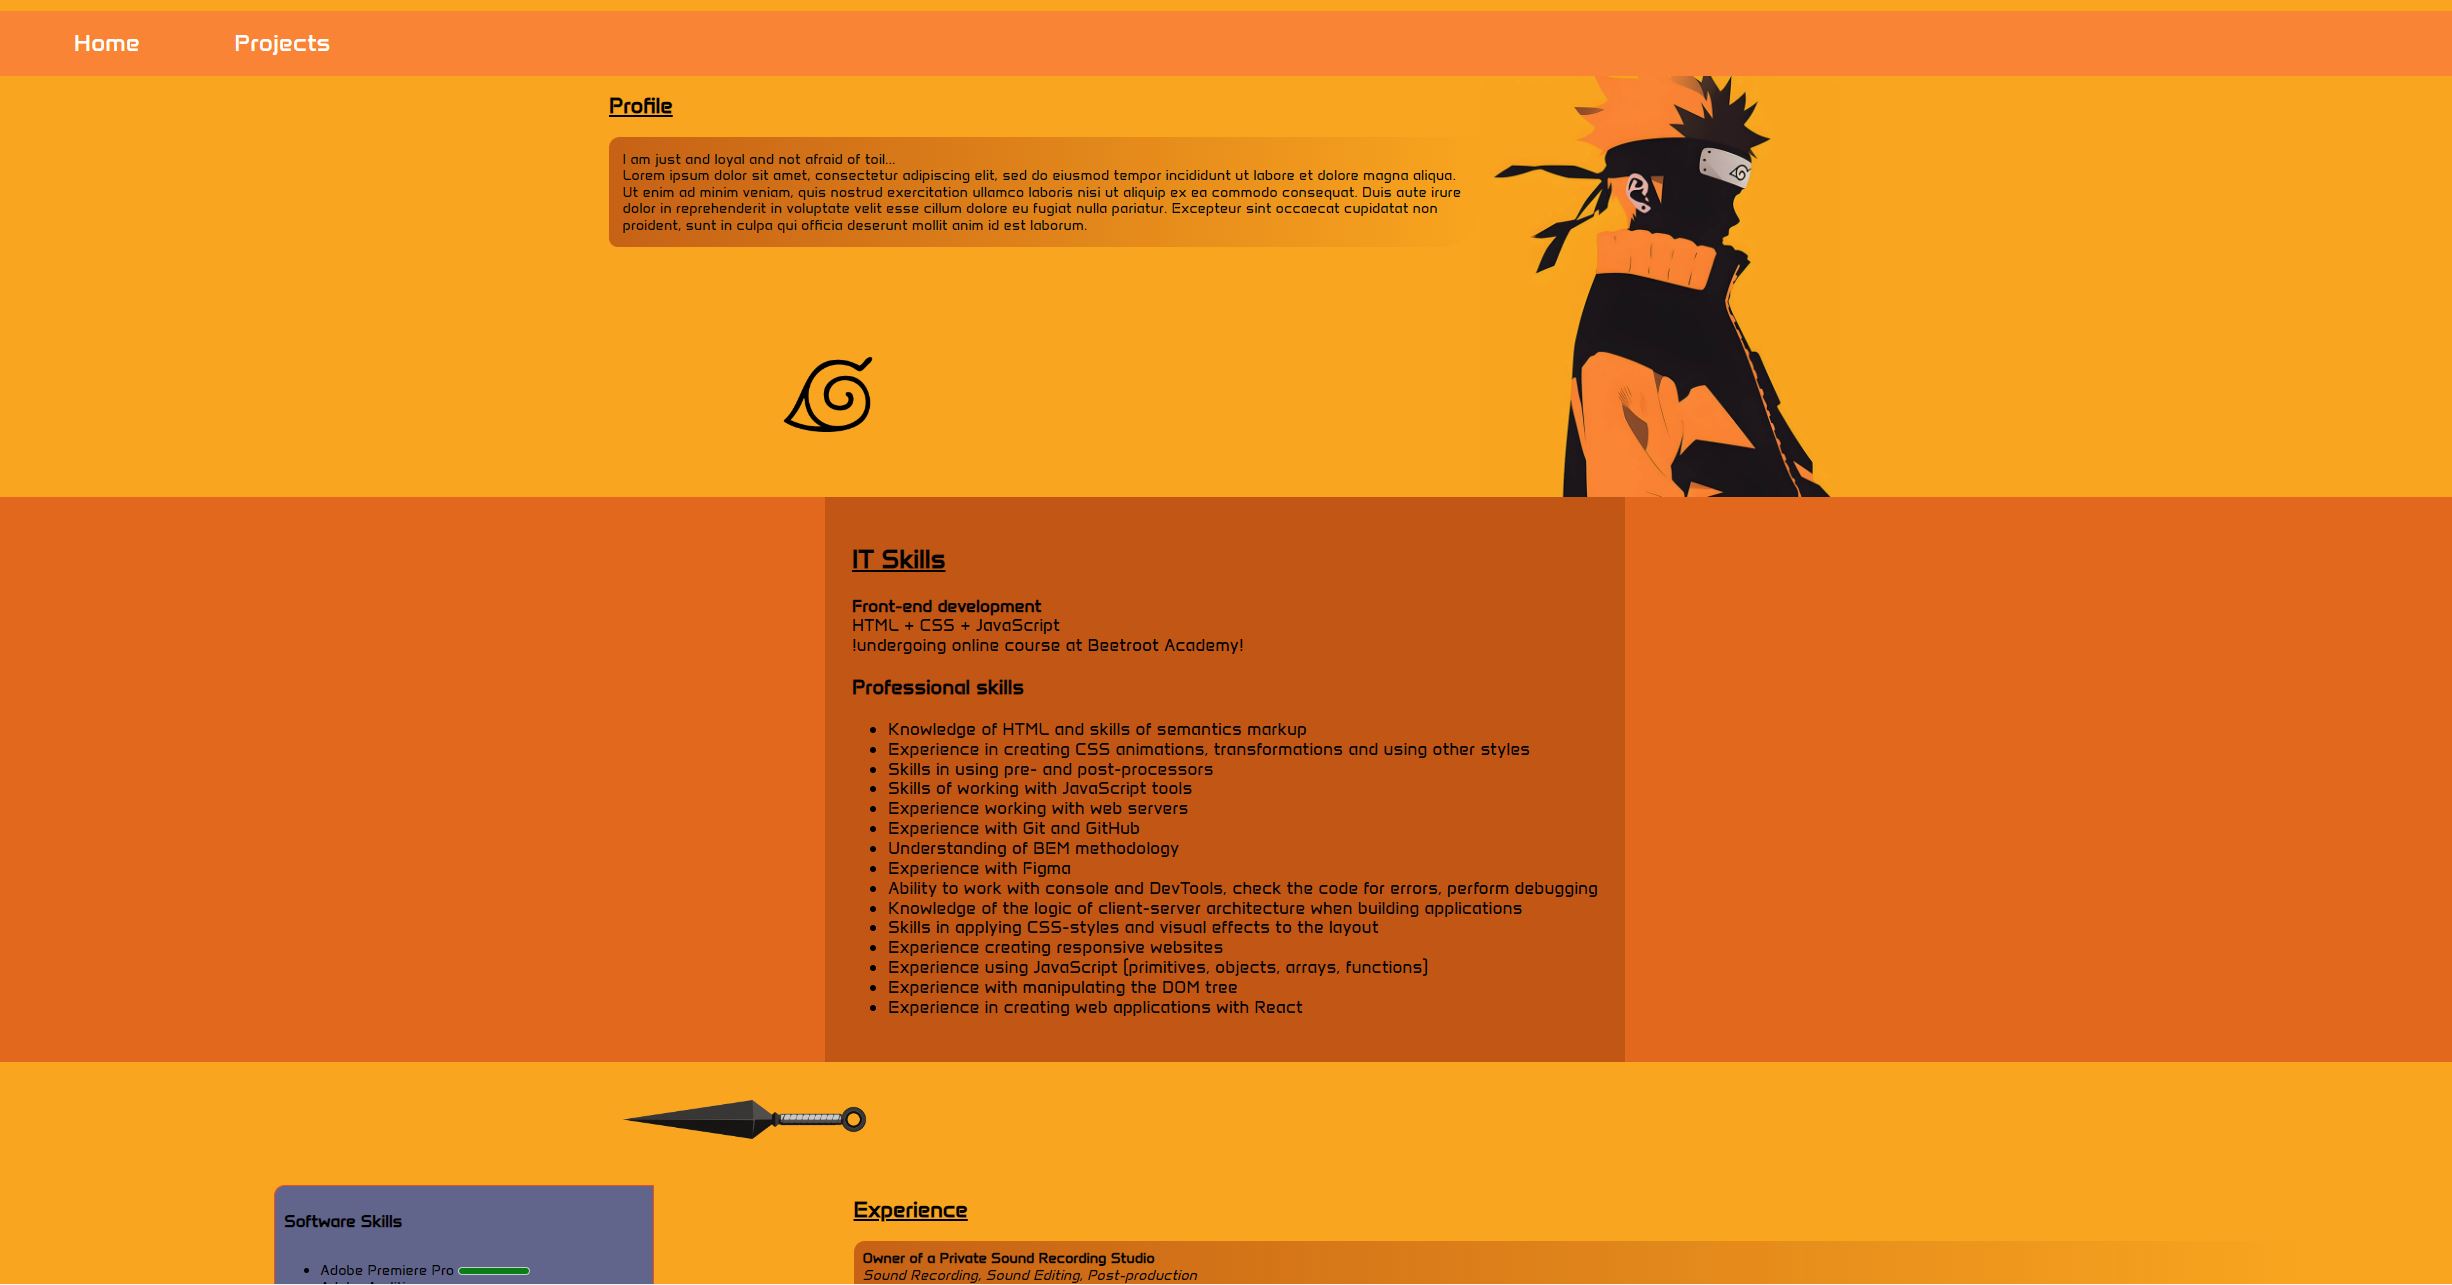 Home
Projects
Profile
I am just and loyal and not afraid of toil...
Lorem ipsum dolor sit amet, consectetur adipiscing elit, sed do eiusmod tempor incididunt ut labore et dolore magna aliqua.
Ut enim ad minim veniam, quis nostrud exercitation ullamco laboris nisi ut aliquip ex ea commodo consequat. Duis aute irure
dolor in reprehenderit in voluptate velit esse cillum dolore eu fugiat nulla pariatur. Excepteur sint occaecat cupidatat non
proident, sunt in culpa qui officia deserunt mollit anim id est laborum.
IT Skills
Front-end development
HTML + CSS + JavaScript
!undergoing online course at Beetroot Academy!
Professional skills
• Knowledge of HTML and skills of semantics markup
• Experience in creating CSS animations, transformations and using other styles
• Skills in using pre- and post-processors
• Skills of working with JavaScript tools
• Experience working with web servers
• Experience with Git and GitHub
• Understanding of BEM methodology
• Experience with Figma
• Ability to work with console and DevTools, check the code for errors, perform debugging
• Knowledge of the logic of client-server architecture when building applications
• Skills in applying CSS-styles and visual effects to the layout
• Experience creating responsive websites
• Experience using JavaScript (primitives, objects, arrays, functions)
• Experience with manipulating the DOM tree
• Experience in creating web applications with React
Software Skills
• Adobe Premiere Pro
Experience
Owner of a Private Sound Recording Studio
Sound Recording, Sound Editing, Post-production